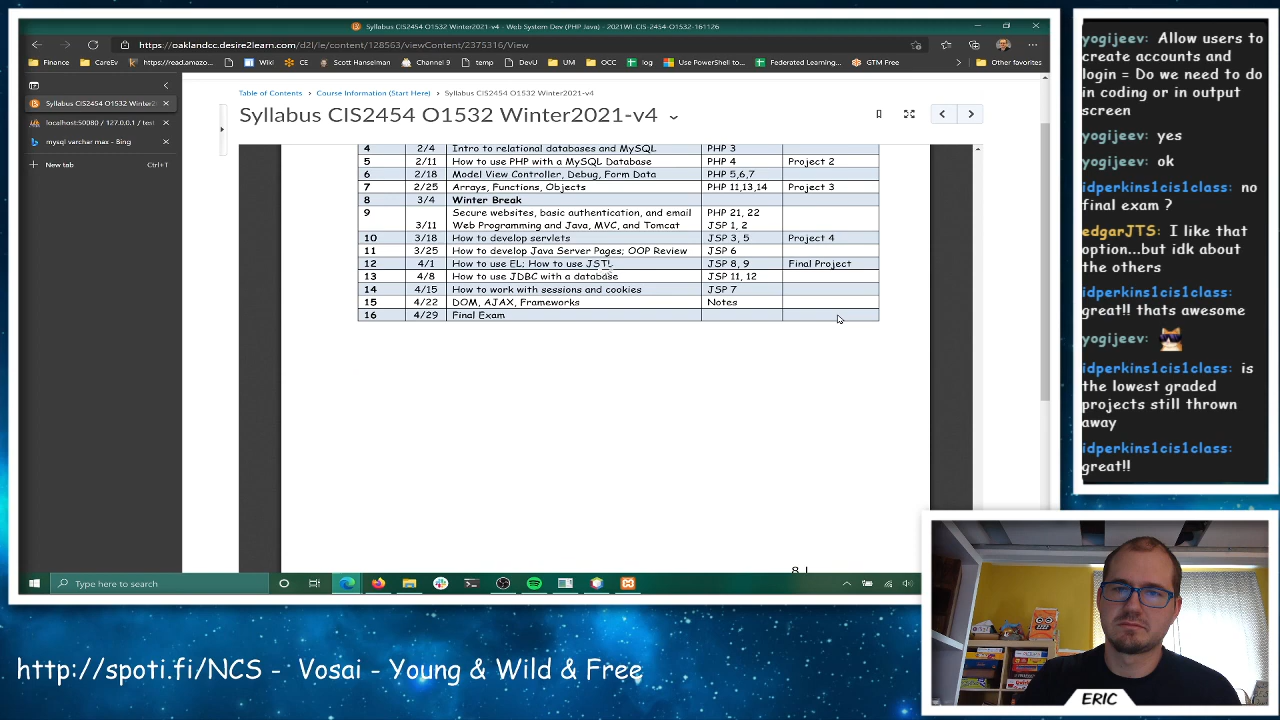 Syllabus CIS2454 O1532 Winter2021-v4 - Web System Dev (PHP Java) - 2021WI-CIS-2454-O1532-161126
https://oaklandcc.desire2learn.com/d2l/le/content/128563/viewContent/2375316/View
Finance
CareEv
https://read.amazo...
Wiki
CE
Scott Hanselman
Channel 9
temp
DevU
UM
OCC
log
Use PowerShell to...
Federated Learning...
GTM Free
Other favorites
Syllabus CIS2454 O1532 Winter2
localhost:50080 / 127.0.0.1 / test
mysql varchar max - Bing
New tab
Ctrl+T
Table of Contents
Course Information (Start Here)
Syllabus CIS2454 O1532 Winter2021-v4
Syllabus CIS2454 O1532 Winter2021-v4
4 2/4 Intro to relational databases and MySQL PHP 3
5 2/11 How to use PHP with a MySQL Database PHP 4 Project 2
6 2/18 Model View Controller, Debug, Form Data PHP 5,6,7
7 2/25 Arrays, Functions, Objects PHP 11,13,14 Project 3
8 3/4 Winter Break
9 Secure websites, basic authentication, and email PHP 21, 22
3/11 Web Programming and Java, MVC, and Tomcat JSP 1, 2
10 3/18 How to develop servlets JSP 3, 5 Project 4
11 3/25 How to develop Java Server Pages; OOP Review JSP 6
12 4/1 How to use EL; How to use JSTL JSP 8, 9 Final Project
13 4/8 How to use JDBC with a database JSP 11, 12
14 4/15 How to work with sessions and cookies JSP 7
15 4/22 DOM, AJAX, Frameworks Notes
16 4/29 Final Exam
Type here to search
yogijeev: Allow users to
create accounts and
login = Do we need to do
in coding or in output
screen
yogijeev: yes
yogijeev: ok
idperkins1cis1class: no
final exam ?
edgarJTS: I like that
option...but idk about
the others
idperkins1cis1class:
great!! thats awesome
yogijeev:
idperkins1cis1class: is
the lowest graded
projects still thrown
away
idperkins1cis1class:
great!!
ERIC
http://spoti.fi/NCS - Vosai - Young & Wild & Free